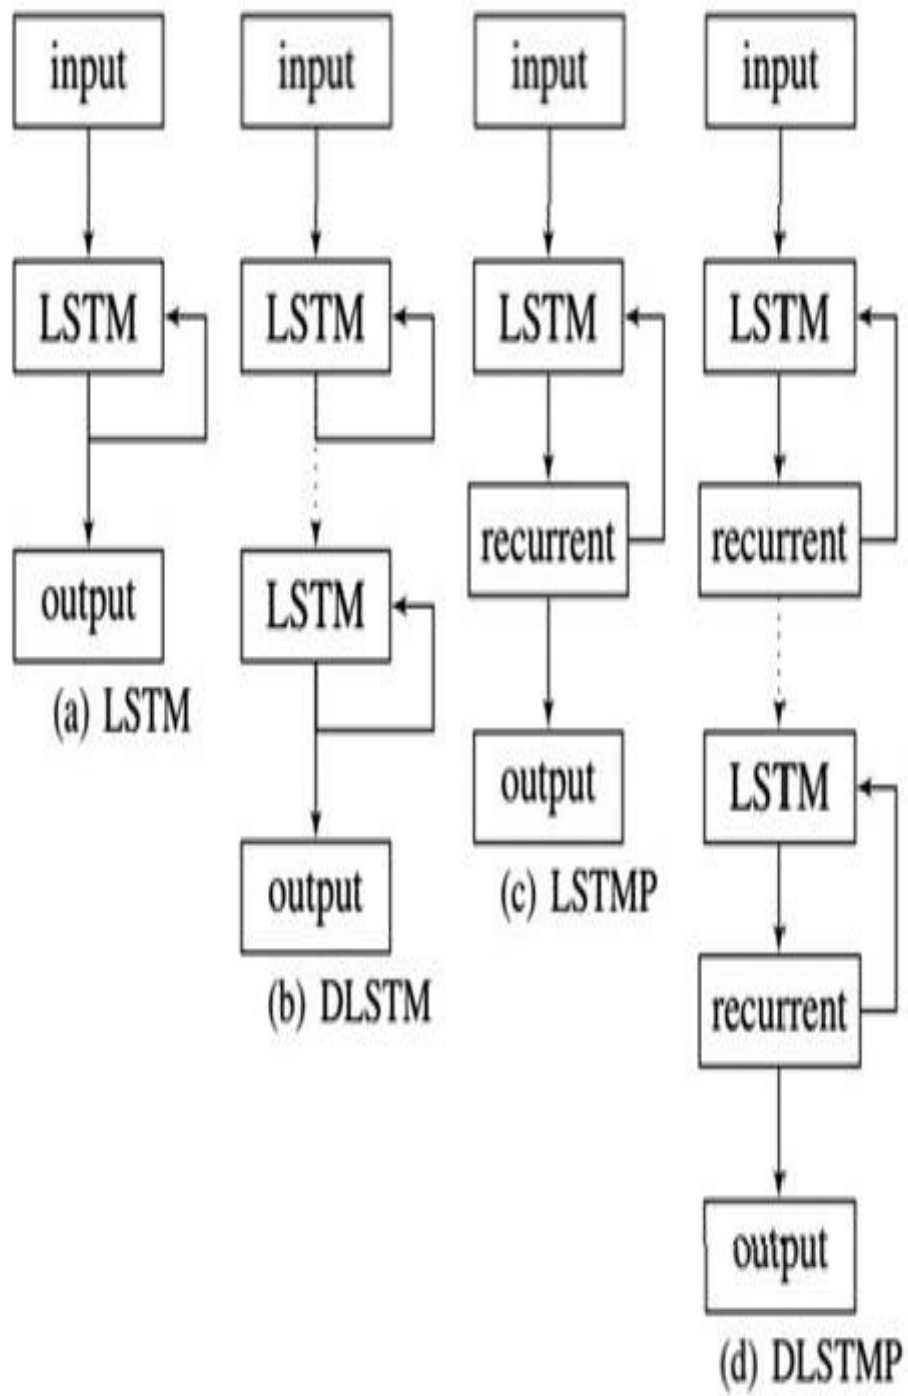 input
LSTM
output
(a) LSTM
input
LSTM
LSTM
output
(b) DLSTM
input
LSTM
recurrent
output
(c) LSTMP
input
LSTM
recurrent
LSTM
recurrent
output
(d) DLSTMP